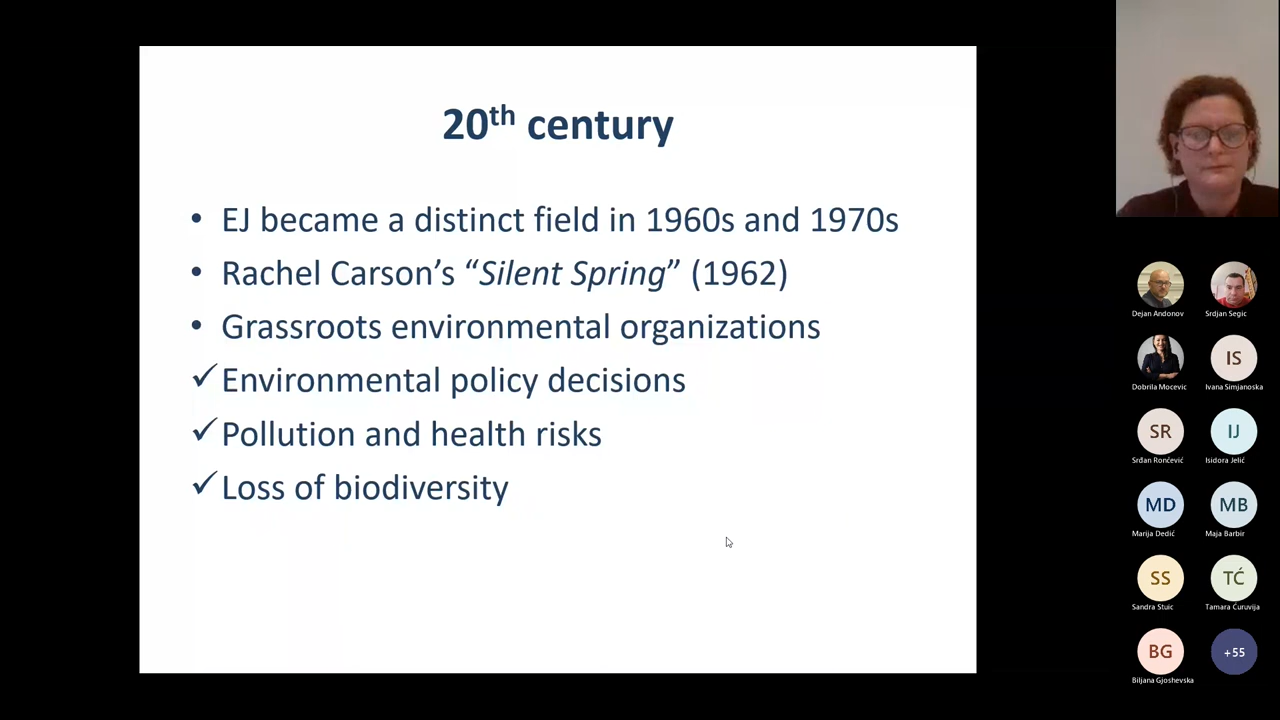 20th century
• EJ became a distinct field in 1960s and 1970s
• Rachel Carson’s “Silent Spring” (1962)
• Grassroots environmental organizations
✓ Environmental policy decisions
✓ Pollution and health risks
✓ Loss of biodiversity
Dejan Andonov
Srdjan Segic
Dobrila Mocevic
IS
Ivana Simjanoska
SR
Srđan Rončević
IJ
Isidora Jelić
MD
Marija Dedić
MB
Maja Barbir
SS
Sandra Stuic
TĆ
Tamara Ćuruvija
BG
Biljana Gjoshevska
+55